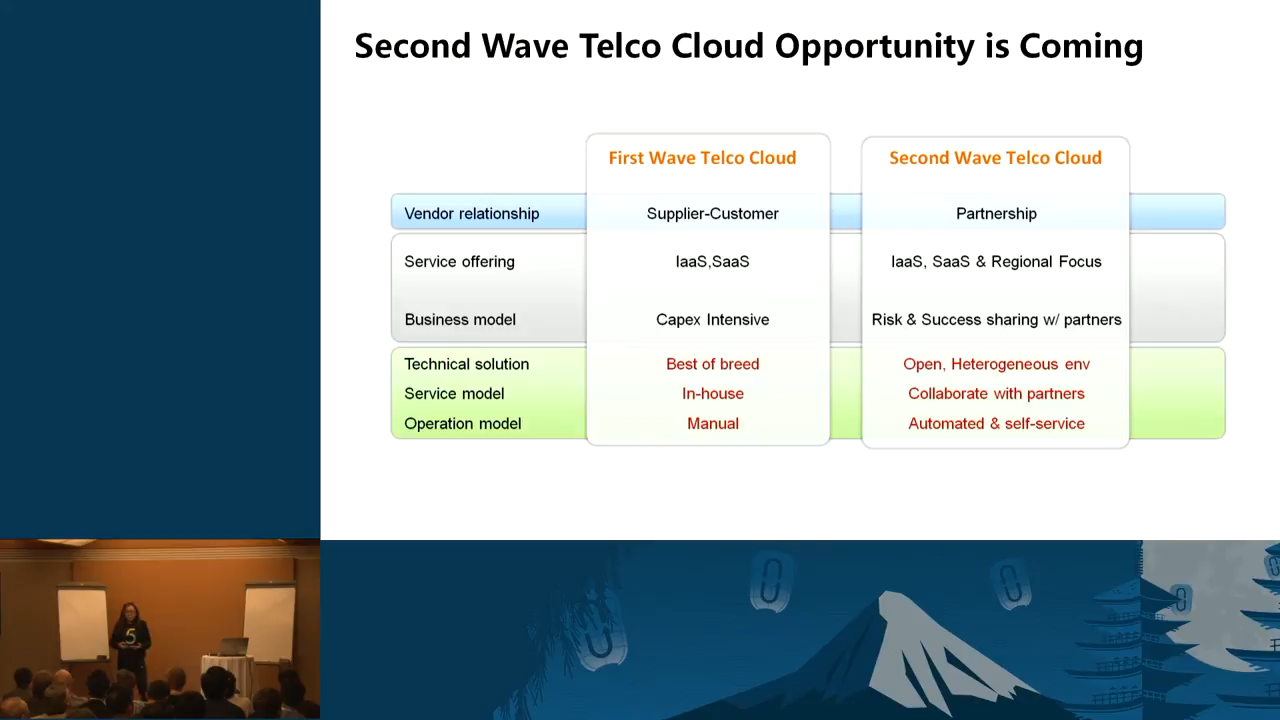 Second Wave Telco Cloud Opportunity is Coming
First Wave Telco Cloud
Second Wave Telco Cloud
Vendor relationship
Supplier-Customer
Partnership
Service offering
IaaS,SaaS
IaaS, SaaS & Regional Focus
Business model
Capex Intensive
Risk & Success sharing w/ partners
Technical solution
Best of breed
Open, Heterogeneous env
Service model
In-house
Collaborate with partners
Operation model
Manual
Automated & self-service
5